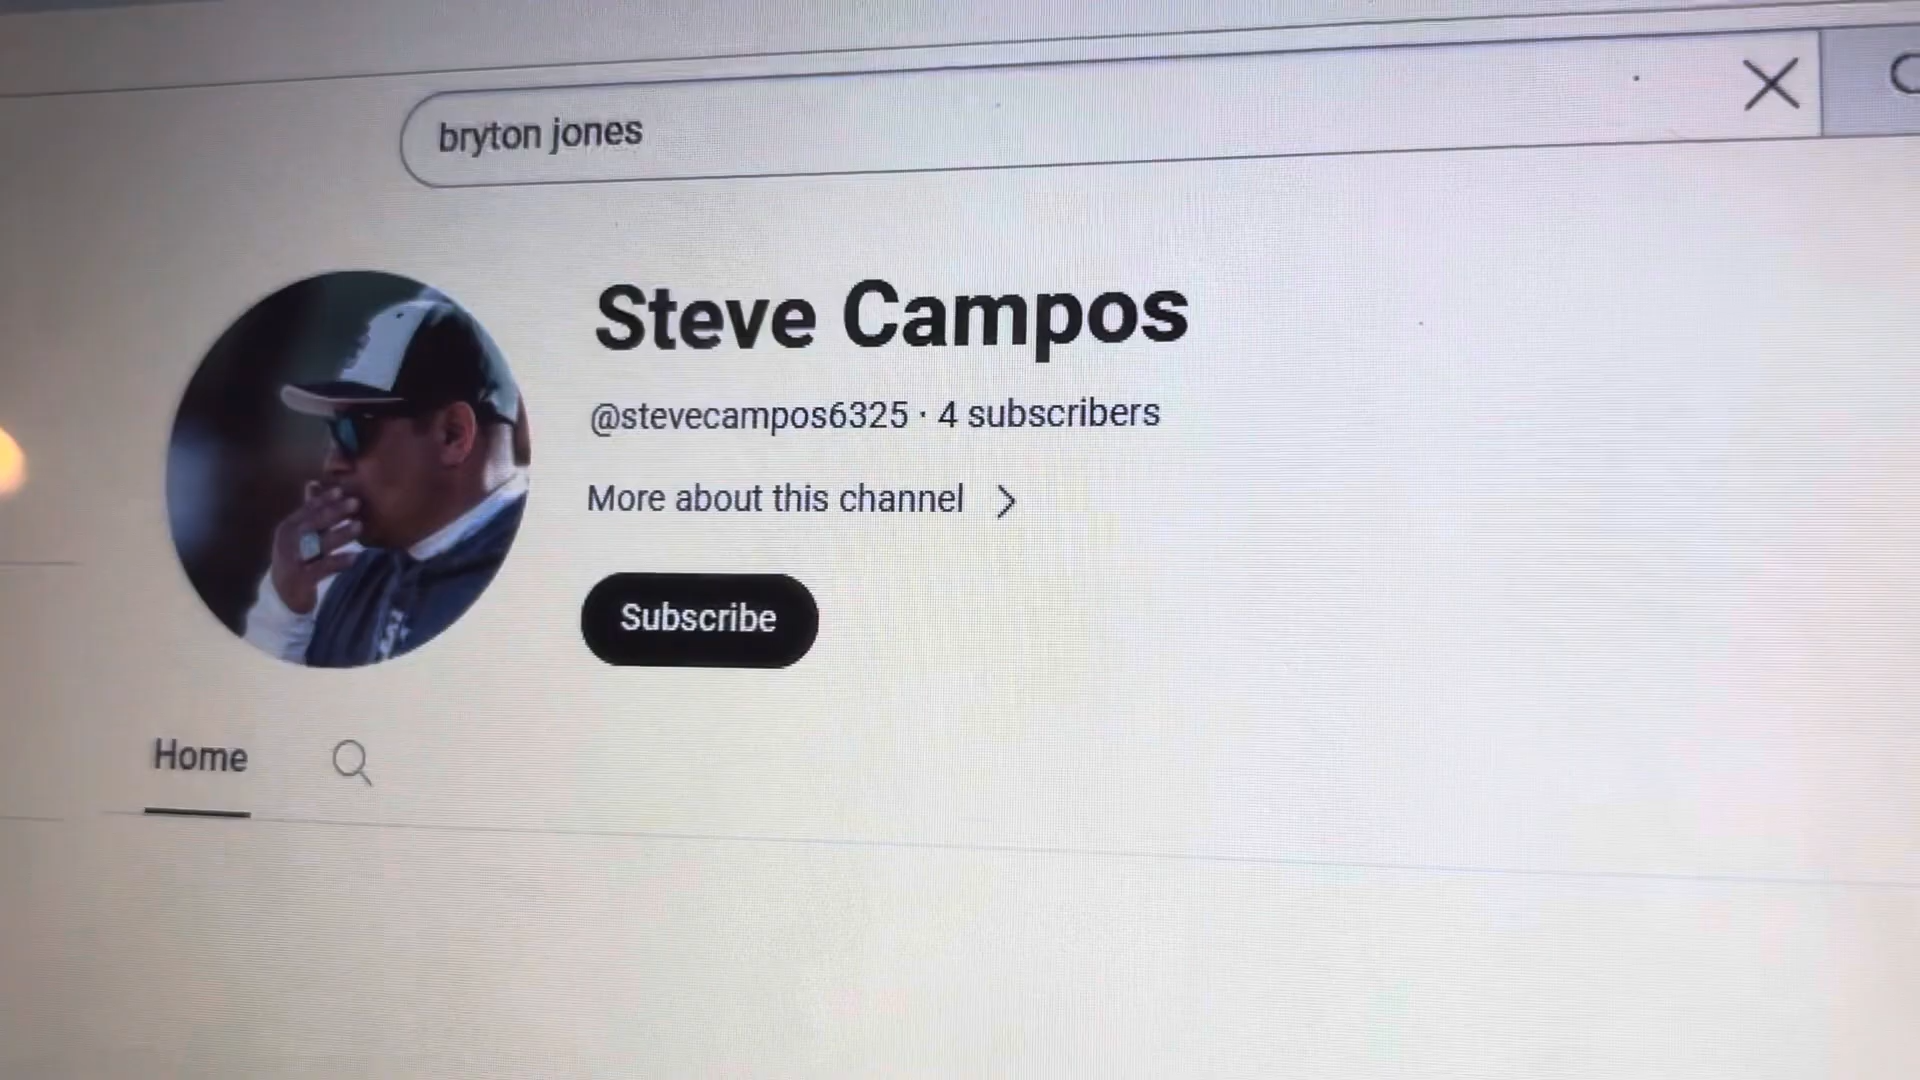 bryton jones
Steve Campos
@stevecampos6325 · 4 subscribers
More about this channel
Subscribe
Home